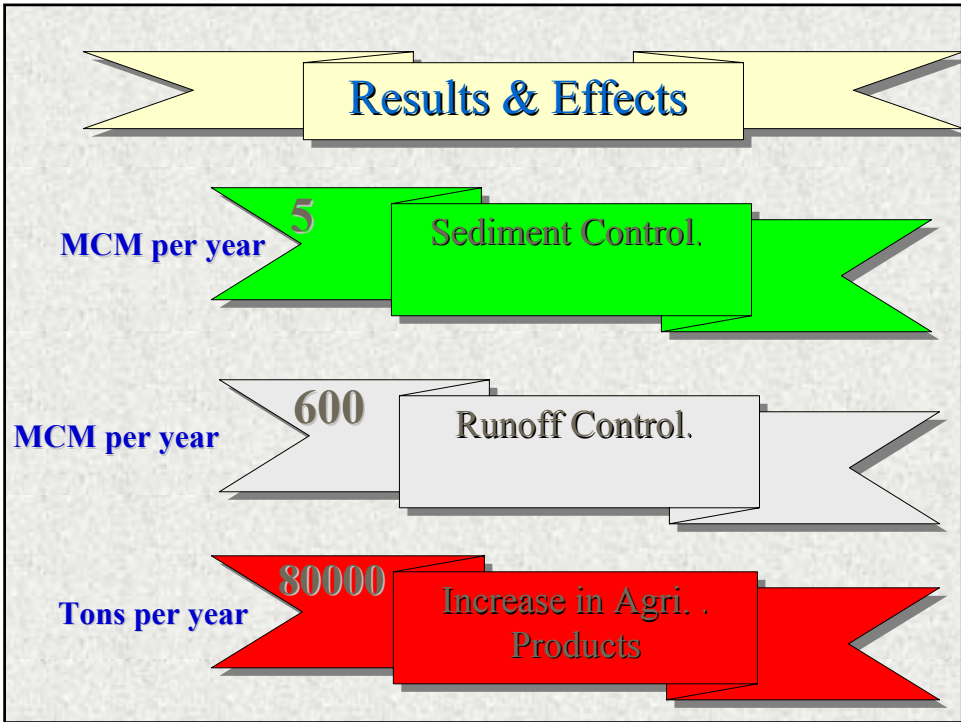 Results & Effects
5
Sediment Control.
MCM per year
600
Runoff Control.
MCM per year
80000
Increase in Agri. .
Products
Tons per year